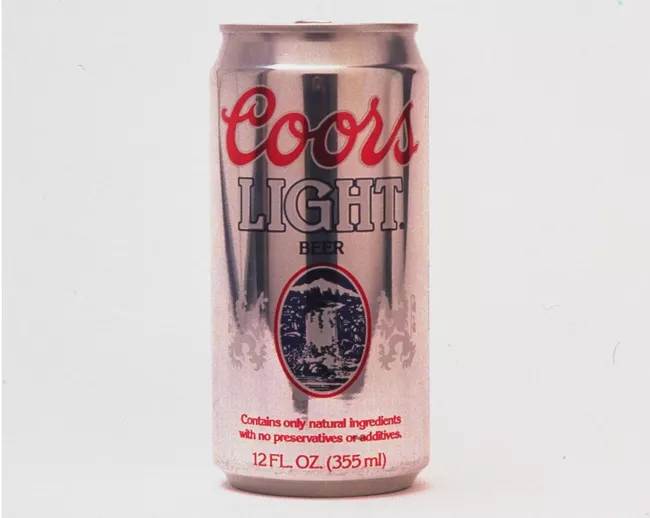 Coors
LIGHT.
BEER
Contains only natural ingredients
with no preservatives or additives.
12 FL. OZ. (355 ml)